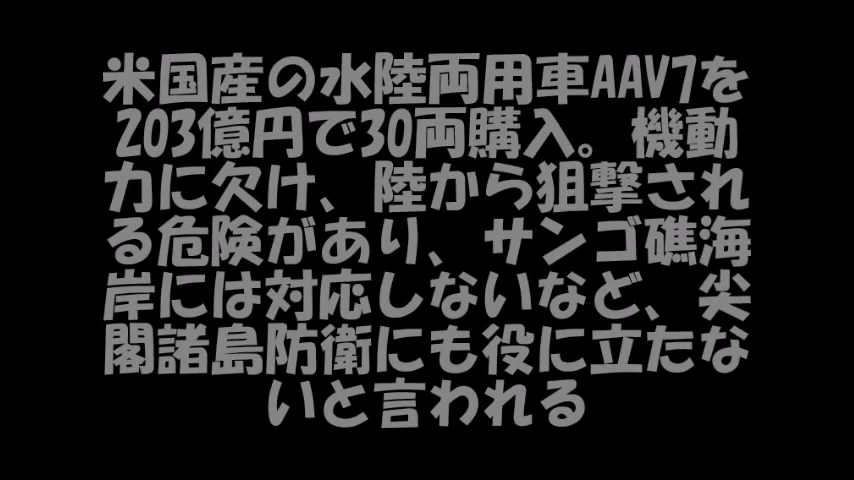 米国産の水陸両用車AAV7を
203億円で30両購入。機動
力に欠け、陸から狙撃され
る危険があり、サンゴ礁海
岸には対応しないなど、尖
閣諸島防衛にも役に立たな
いと言われる